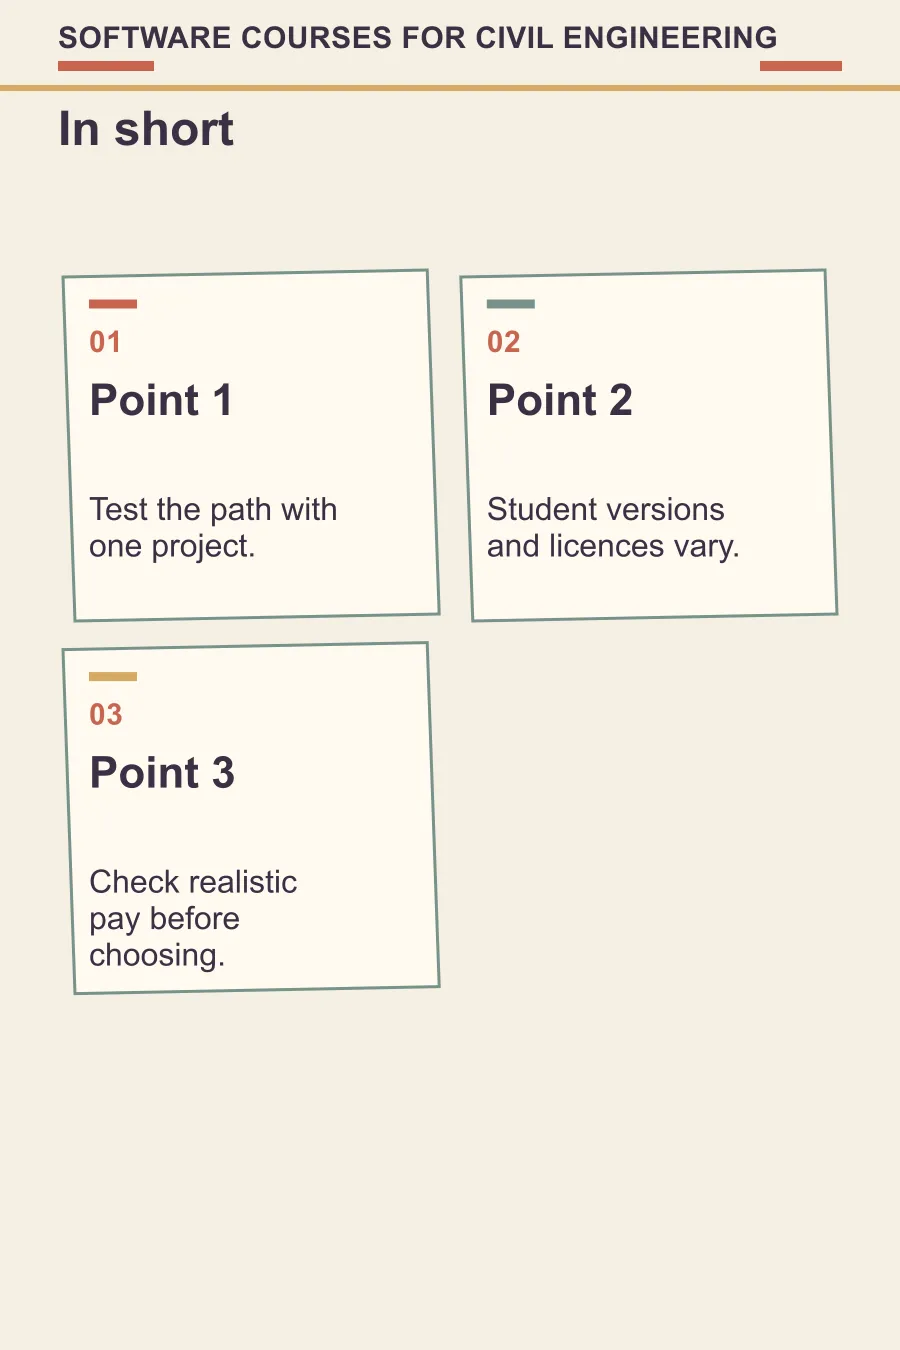 SOFTWARE COURSES FOR CIVIL ENGINEERING
In short
01
Point 1
Test the path with
one project.
02
Point 2
Student versions
and licences vary.
03
Point 3
Check realistic
pay before
choosing.